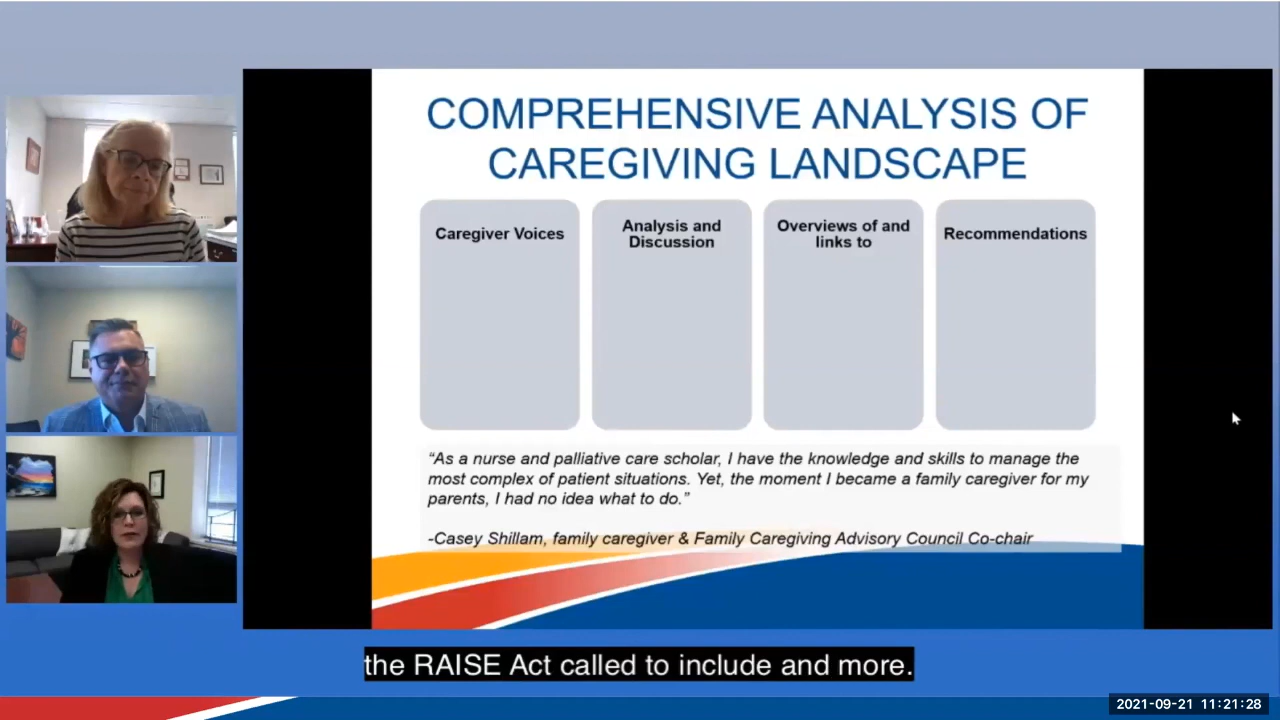 COMPREHENSIVE ANALYSIS OF
CAREGIVING LANDSCAPE
Caregiver Voices
Analysis and
Discussion
Overviews of and
links to
Recommendations
“As a nurse and palliative care scholar, I have the knowledge and skills to manage the
most complex of patient situations. Yet, the moment I became a family caregiver for my
parents, I had no idea what to do.”
-Casey Shillam, family caregiver & Family Caregiving Advisory Council Co-chair
the RAISE Act called to include and more.
2021-09-21 11:21:28